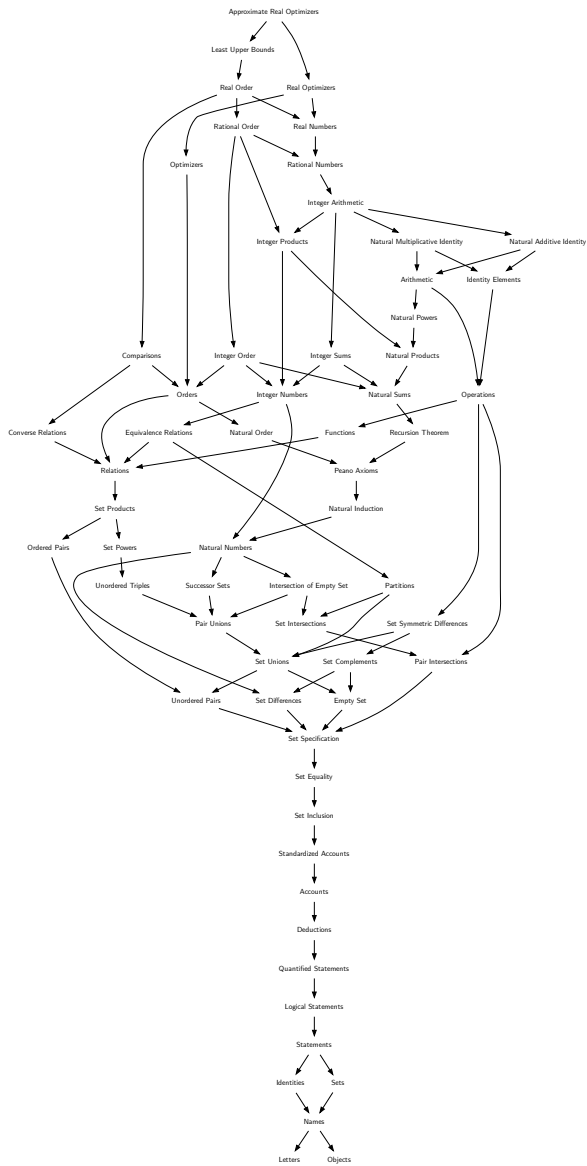 Approximate Real Optimizers
Least Upper Bounds
Real Order
Real Optimizers
Rational Order
Real Numbers
Optimizers
Rational Numbers
Integer Arithmetic
Integer Products
Natural Multiplicative Identity
Natural Additive Identity
Arithmetic
Identity Elements
Natural Powers
Comparisons
Integer Order
Integer Sums
Natural Products
Orders
Integer Numbers
Natural Sums
Operations
Converse Relations
Equivalence Relations
Natural Order
Functions
Recursion Theorem
Relations
Peano Axioms
Set Products
Natural Induction
Ordered Pairs
Set Powers
Natural Numbers
Unordered Triples
Successor Sets
Intersection of Empty Set
Partitions
Pair Unions
Set Intersections
Set Symmetric Differences
Set Unions
Set Complements
Pair Intersections
Unordered Pairs
Set Differences
Empty Set
Set Specification
Set Equality
Set Inclusion
Standardized Accounts
Accounts
Deductions
Quantified Statements
Logical Statements
Statements
Identities
Sets
Names
Letters
Objects